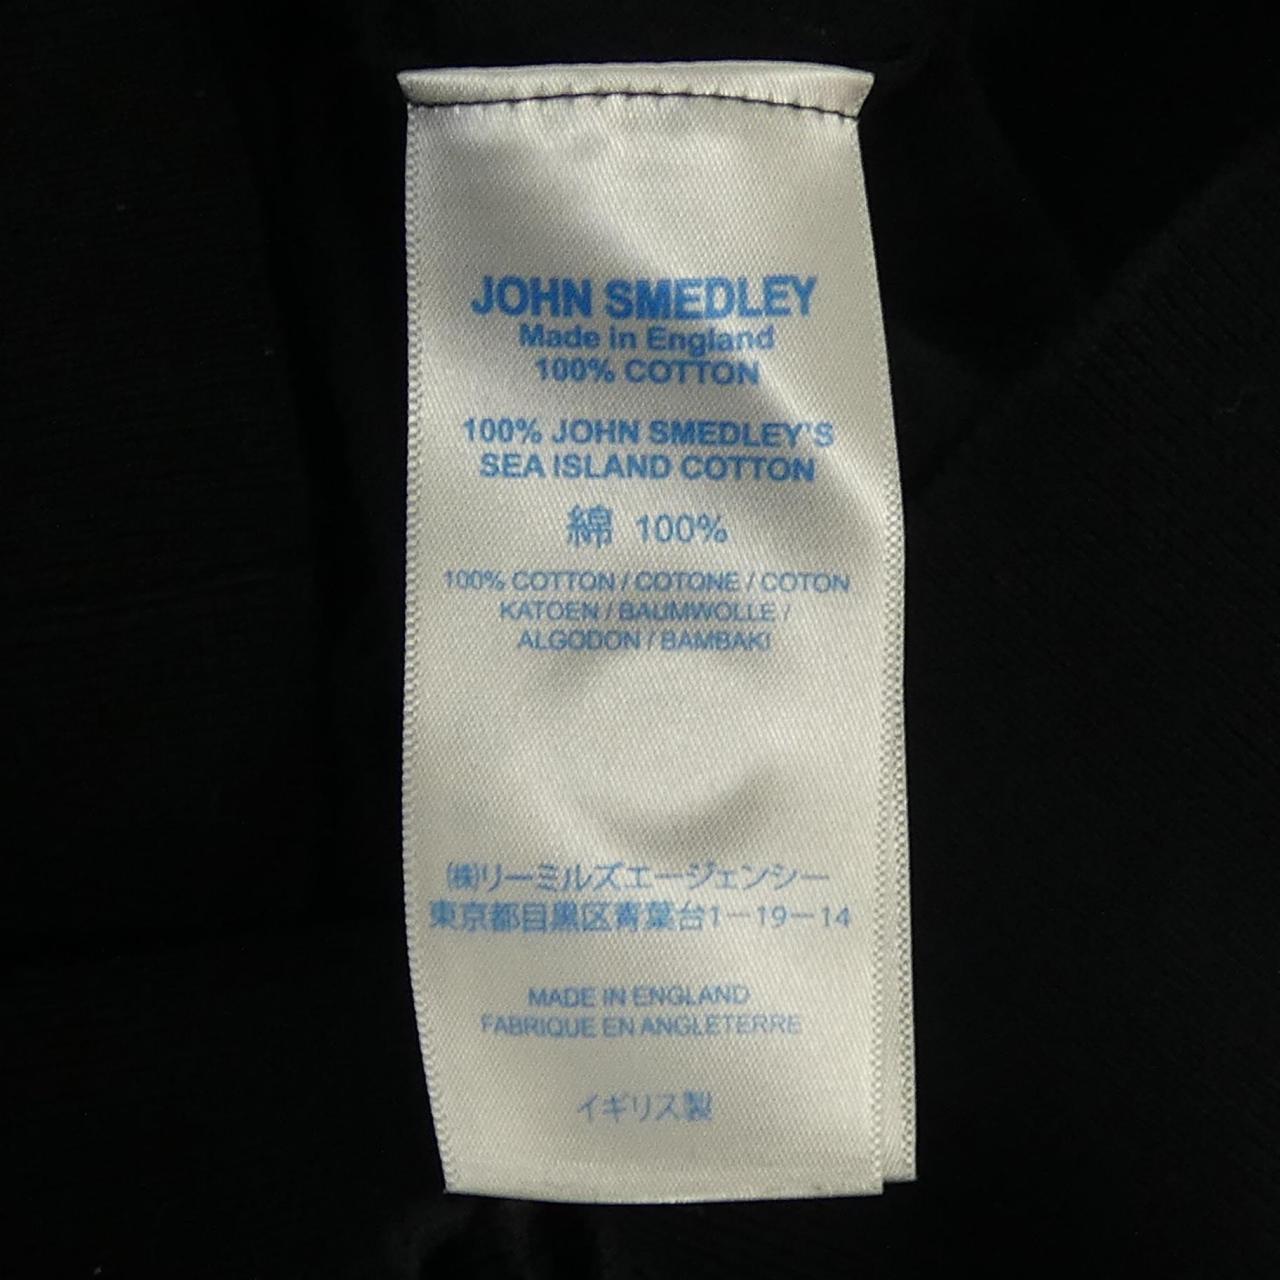 JOHN SMEDLEY
Made in England
100% COTTON
100% JOHN SMEDLEY'S
SEA ISLAND COTTON
綿 100%
100% COTTON / COTONE / COTON
KATOEN / BAUMWOLLE /
ALGODON / BAMBAKI
㈱リーミルズエージェンシー
東京都目黒区青葉台1－19－14
MADE IN ENGLAND
FABRIQUE EN ANGLETERRE
イギリス製